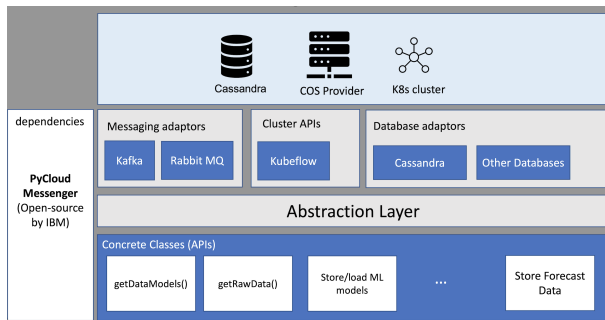 Cassandra
COS Provider
K8s cluster
dependencies
PyCloud
Messenger
(Open-source
by IBM)
Messaging adaptors
Kafka
Rabbit MQ
Cluster APIs
Kubeflow
Database adaptors
Cassandra
Other Databases
Abstraction Layer
Concrete Classes (APIs)
getDataModels()
getRawData()
Store/load ML
models
...
Store Forecast
Data